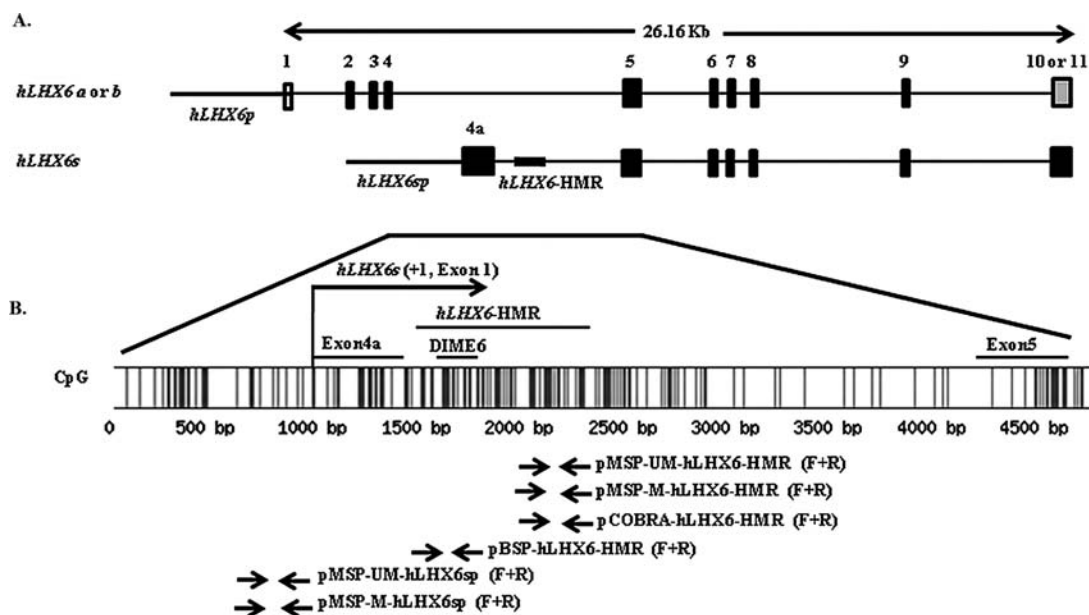 A.
26.16 Kb
1 2 3 4 5 6 7 8 9 10 or 11
hLHX6 a or b
hLHX6p
4a
hLHX6s
hLHX6sp hLHX6-HMR
hLHX6s (+1, Exon 1)
B.
hLHX6-HMR
Exon4a DIME6 Exon5
CpG
0 500 bp 1000 bp 1500 bp 2000 bp 2500 bp 3000 bp 3500 bp 4000 bp 4500 bp
pMSP-UM-hLHX6-HMR (F+R)
pMSP-M-hLHX6-HMR (F+R)
pCOBRA-hLHX6-HMR (F+R)
pBSP-hLHX6-HMR (F+R)
pMSP-UM-hLHX6sp (F+R)
pMSP-M-hLHX6sp (F+R)